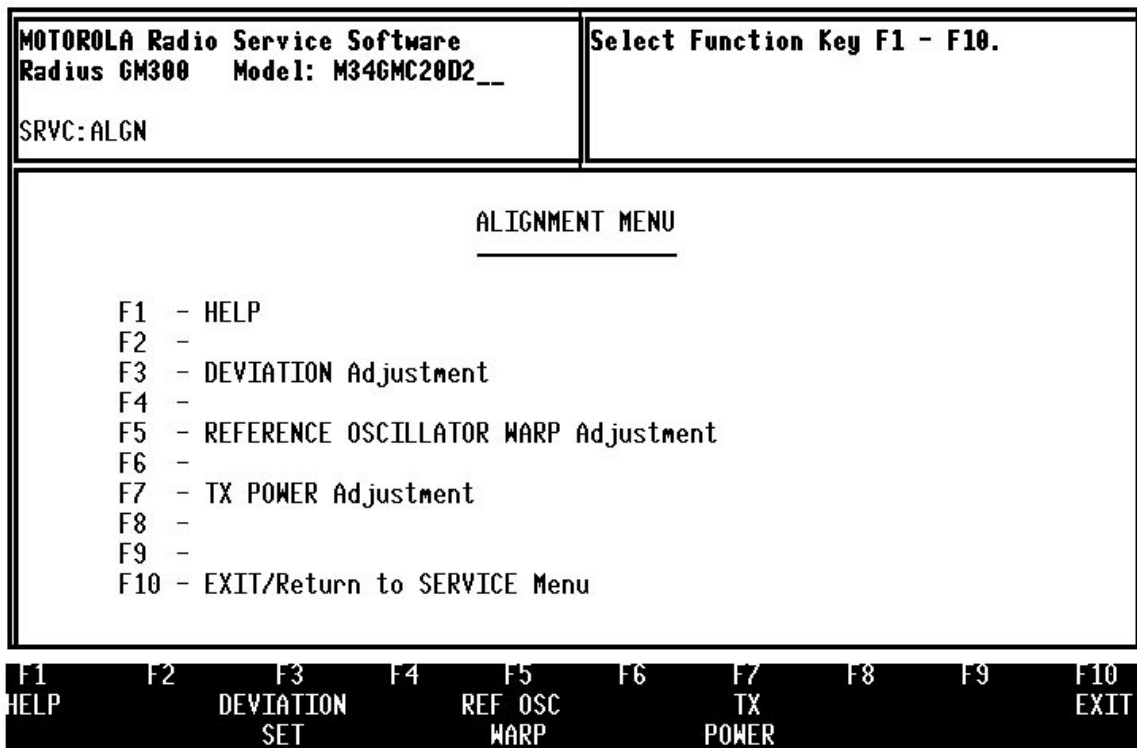 MOTOROLA Radio Service Software
Radius GM300 Model: M34GMC20D2__
SRVC:ALGN
Select Function Key F1 - F10.
ALIGNMENT MENU
F1 - HELP
F2 -
F3 - DEVIATION Adjustment
F4 -
F5 - REFERENCE OSCILLATOR WARP Adjustment
F6 -
F7 - TX POWER Adjustment
F8 -
F9 -
F10 - EXIT/Return to SERVICE Menu
F1 F2 F3 F4 F5 F6 F7 F8 F9 F10
HELP DEVIATION REF OSC TX EXIT
SET WARP POWER